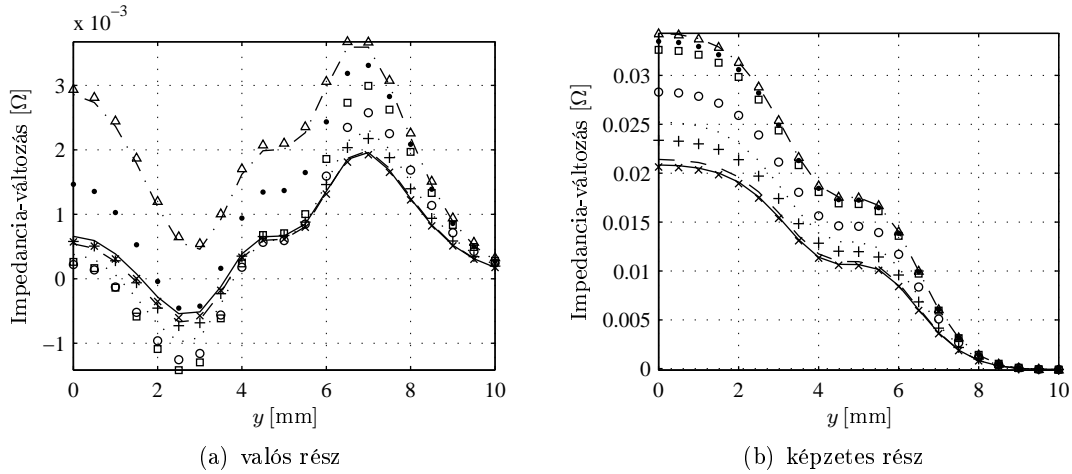 x 10⁻³
Impedancia-változás [Ω]
3
2
1
0
−1
0 2 4 6 8 10
y [mm]
(a) valós rész
Impedancia-változás [Ω]
0.03
0.025
0.02
0.015
0.01
0.005
0
0 2 4 6 8 10
y [mm]
(b) képzetes rész